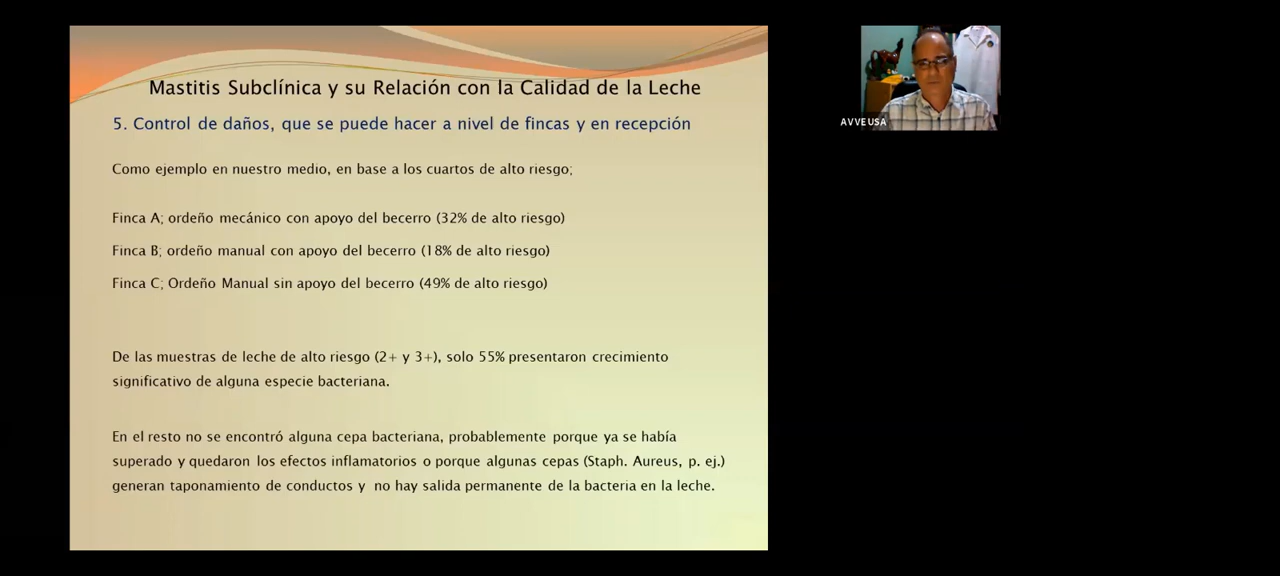 Mastitis Subclínica y su Relación con la Calidad de la Leche
5. Control de daños, que se puede hacer a nivel de fincas y en recepción
Como ejemplo en nuestro medio, en base a los cuartos de alto riesgo;
Finca A; ordeño mecánico con apoyo del becerro (32% de alto riesgo)
Finca B; ordeño manual con apoyo del becerro (18% de alto riesgo)
Finca C; Ordeño Manual sin apoyo del becerro (49% de alto riesgo)
De las muestras de leche de alto riesgo (2+ y 3+), solo 55% presentaron crecimiento
significativo de alguna especie bacteriana.
En el resto no se encontró alguna cepa bacteriana, probablemente porque ya se había
superado y quedaron los efectos inflamatorios o porque algunas cepas (Staph. Aureus, p. ej.)
generan taponamiento de conductos y no hay salida permanente de la bacteria en la leche.
AVVEUSA